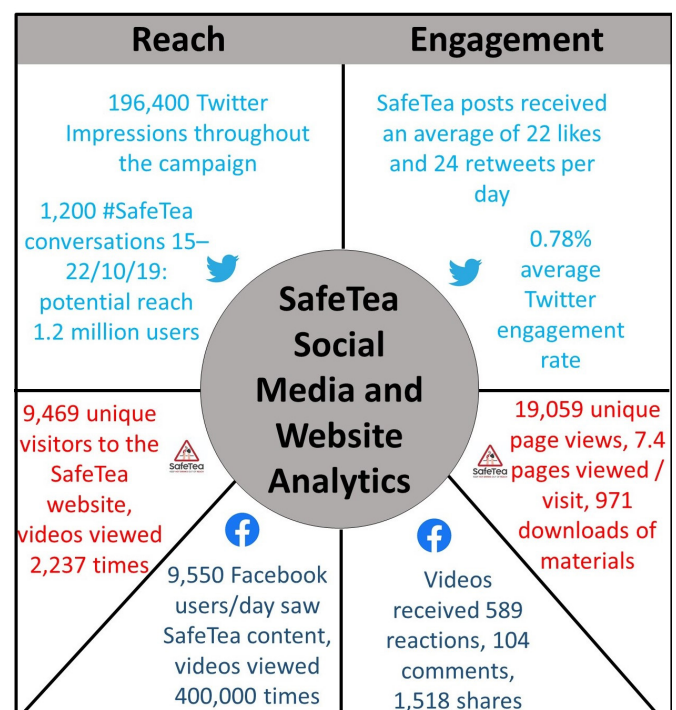 Reach
Engagement
196,400 Twitter
Impressions throughout
the campaign
1,200 #SafeTea
conversations 15–
22/10/19:
potential reach
1.2 million users
SafeTea posts received
an average of 22 likes
and 24 retweets per
day
0.78%
average
Twitter
engagement
rate
SafeTea
Social
Media and
Website
Analytics
9,469 unique
visitors to the
SafeTea
website,
videos viewed
2,237 times
SafeTea
19,059 unique
page views, 7.4
pages viewed /
visit, 971
downloads of
materials
SafeTea
9,550 Facebook
users/day saw
SafeTea content,
videos viewed
400,000 times
Videos
received 589
reactions, 104
comments,
1,518 shares